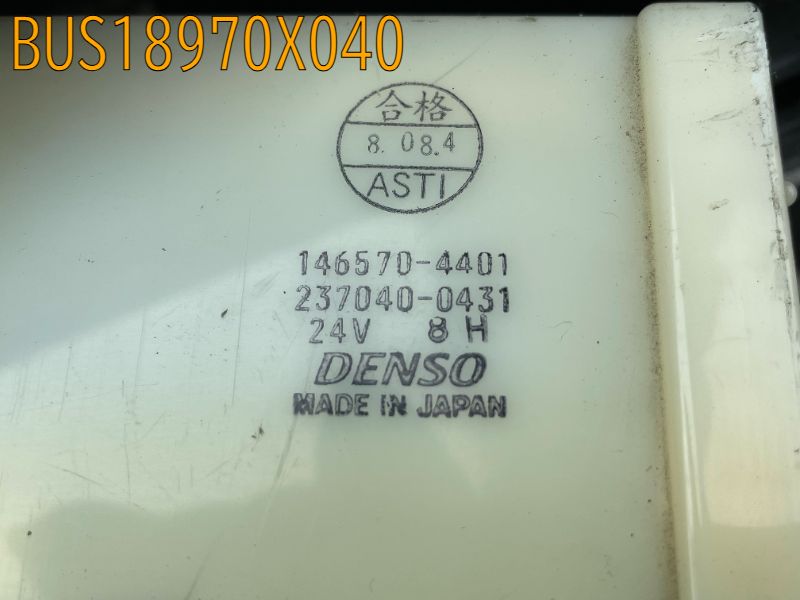 BUS18970X040
合格
8. 08.4
ASTI
146570-4401
237040-0431
24V 8 H
DENSO
MADE IN JAPAN